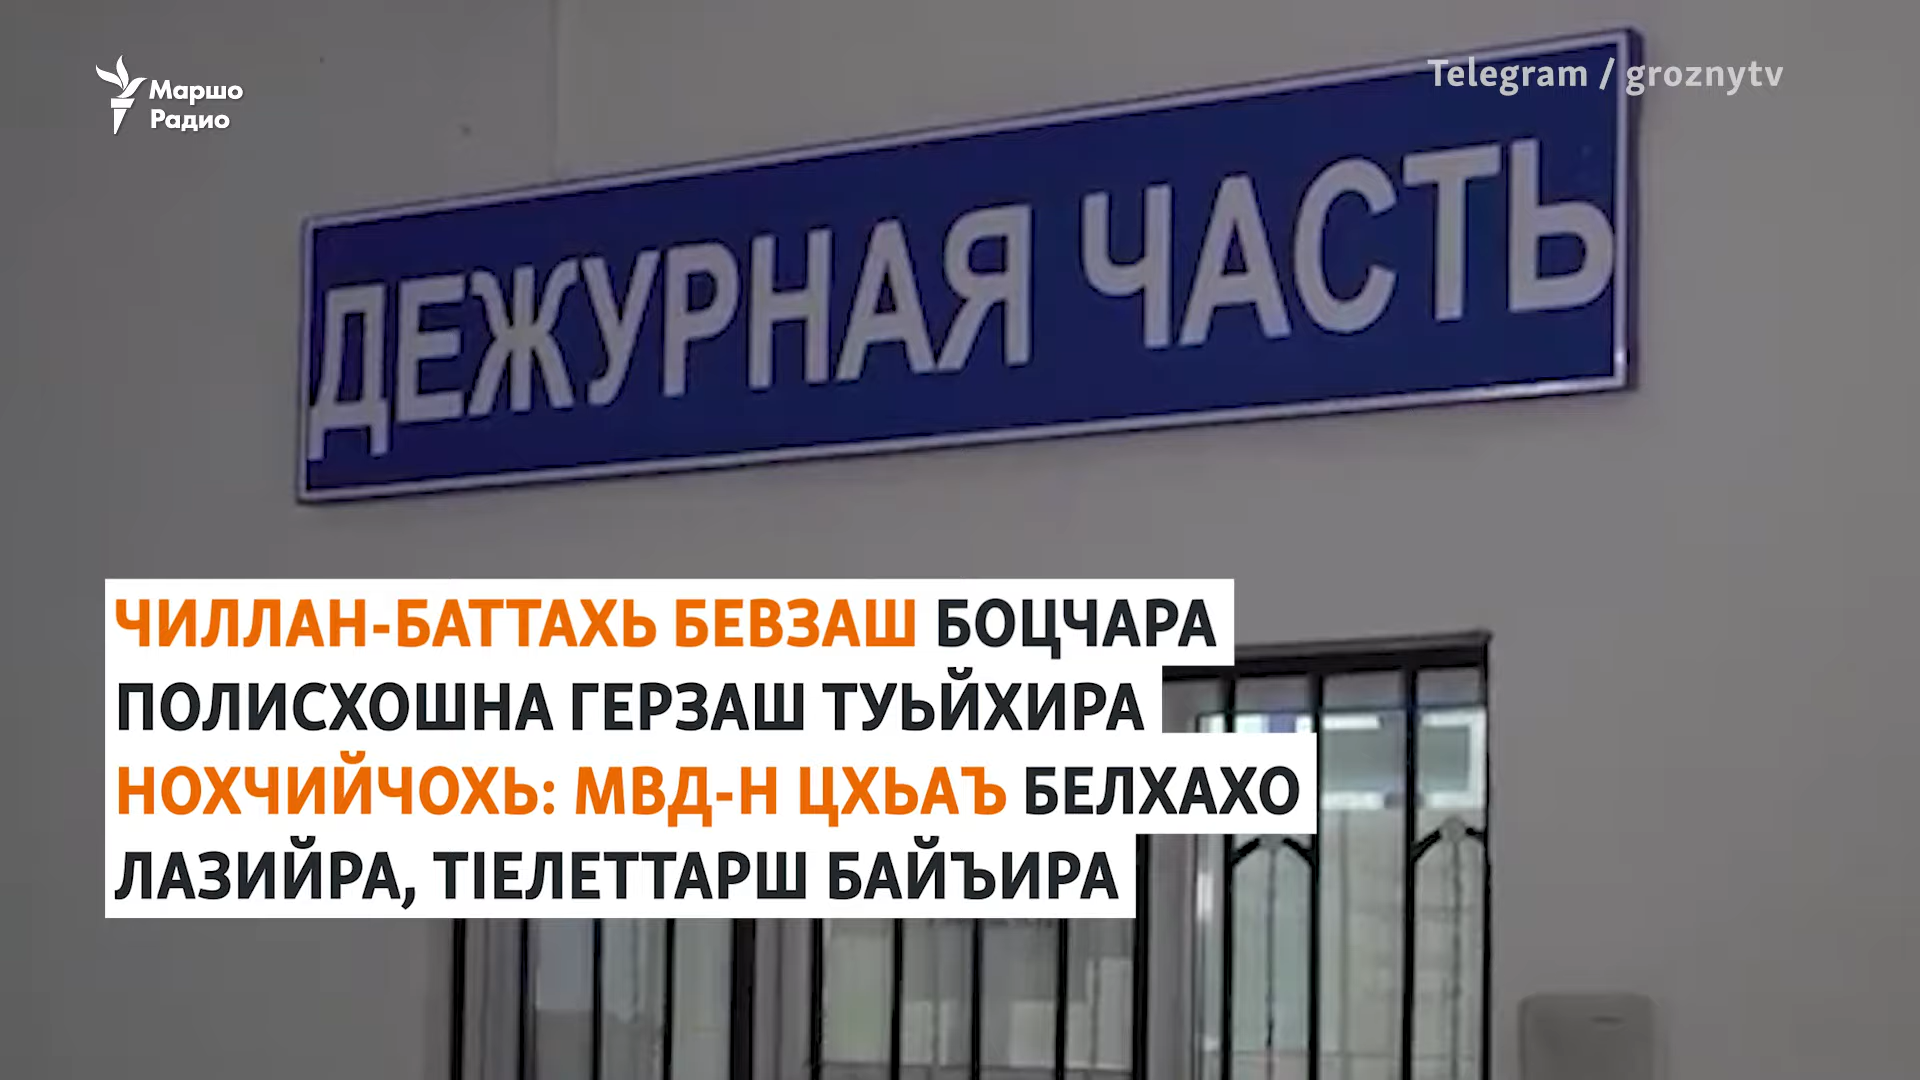 Маршо
Радио
Telegram / groznytv
ДЕЖУРНАЯ ЧАСТЬ
ЧИЛЛАН-БАТТАХЬ БЕВЗАШ БОЦЧАРА
ПОЛИСХОШНА ГЕРЗАШ ТУЬЙХИРА
НОХЧИЙЧОХЬ: МВД-Н ЦХЬАЪ БЕЛХАХО
ЛАЗИЙРА, ТІЕЛЕТТАРШ БАЙЪИРА